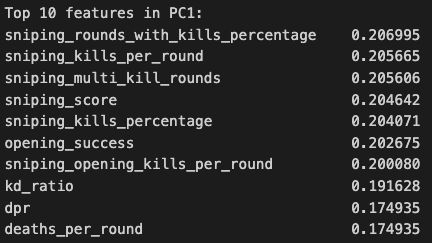 Top 10 features in PC1:
sniping_rounds_with_kills_percentage 0.206995
sniping_kills_per_round 0.205665
sniping_multi_kill_rounds 0.205606
sniping_score 0.204642
sniping_kills_percentage 0.204071
opening_success 0.202675
sniping_opening_kills_per_round 0.200080
kd_ratio 0.191628
dpr 0.174935
deaths_per_round 0.174935